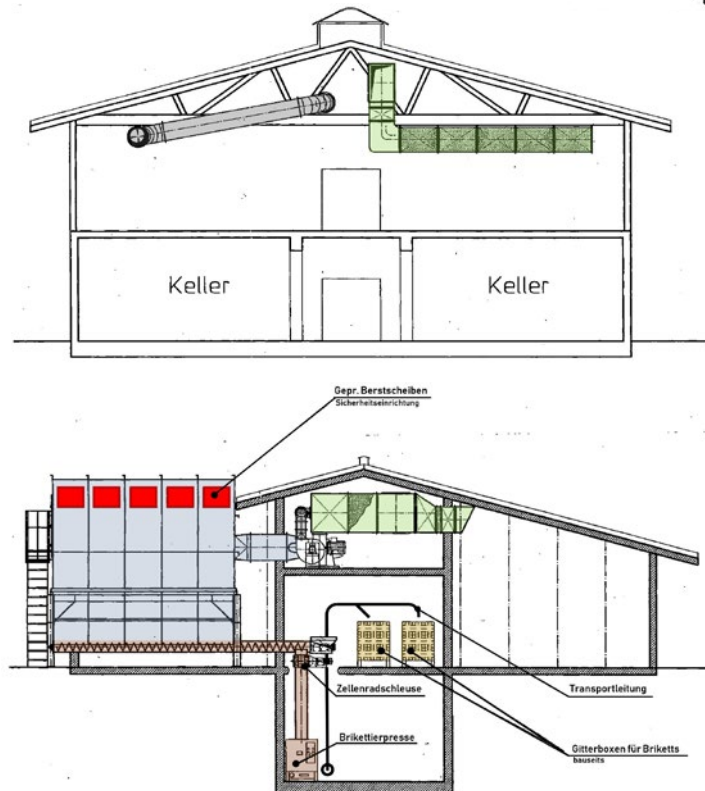 Keller
Keller
Gepr. Berstscheiben
Sicherheitseinrichtung
Zellenradschleuse
Transportleitung
Brikettierpresse
Gitterboxen für Briketts
bauseits